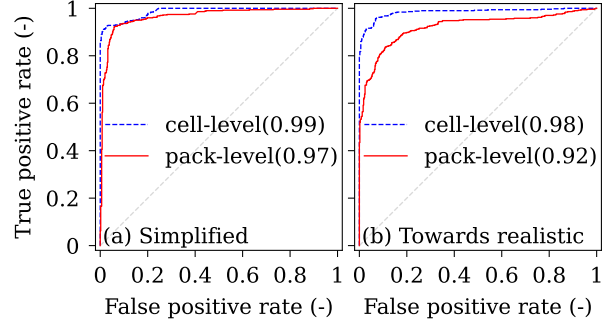 True positive rate (-)
1
0.8
0.6
0.4
0.2
0
cell-level(0.99)
pack-level(0.97)
(a) Simplified
0 0.2 0.4 0.6 0.8 1
False positive rate (-)
cell-level(0.98)
pack-level(0.92)
(b) Towards realistic
0 0.2 0.4 0.6 0.8 1
False positive rate (-)